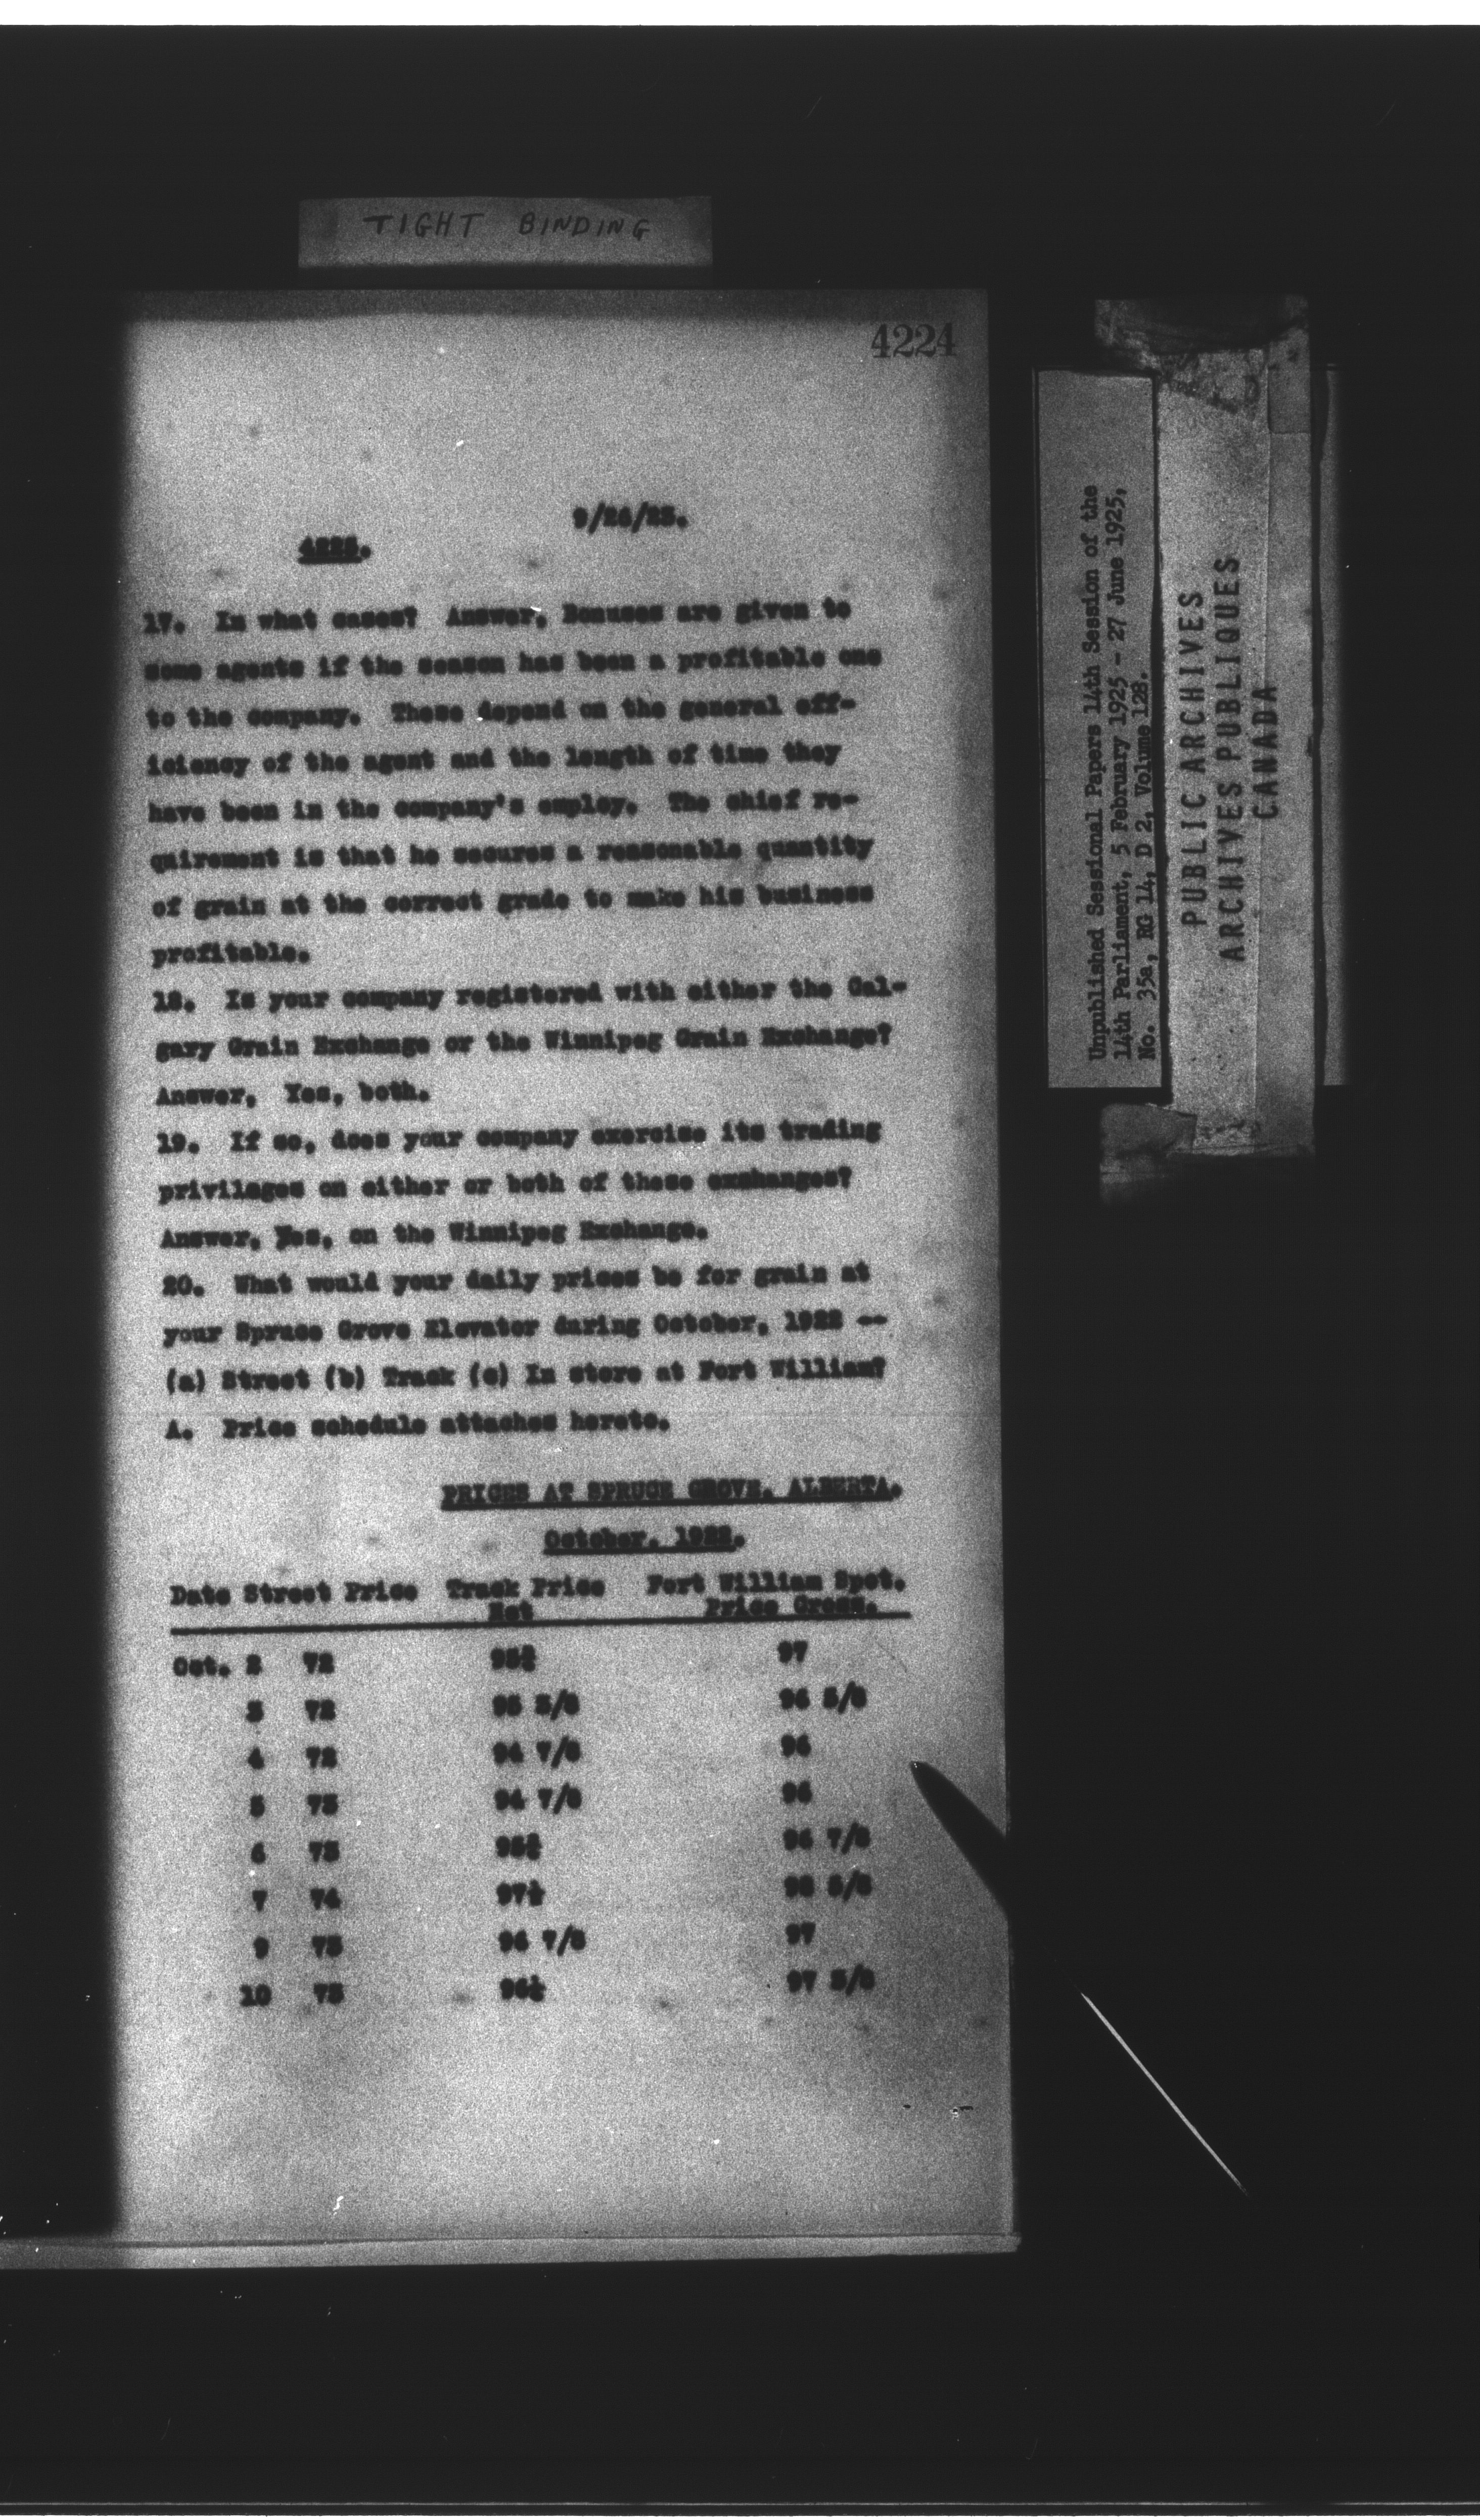 TIGHT BINDING
4224
9/26/23.
4225.
17. In what cases? Answer, Bonuses are given to
some agents if the season has been a profitable one
to the company. These depend on the general eff-
iciency of the agent and the length of time they
have been in the company's employ. The chief re-
quirement is that he secures a reasonable quantity
of grain at the correct grade to make his business
profitable.
18. Is your company registered with either the Cal-
gary Grain Exchange or the Winnipeg Grain Exchange?
Answer, Yes, both.
19. If so, does your company exercise its trading
privileges on either or both of these exchanges?
Answer, Yes, on the Winnipeg Exchange.
20. What would your daily prices be for grain at
your Spruce Grove Elevator during October, 1922 --
(a) Street (b) Track (c) In store at Fort William?
A. Price schedule attaches hereto.
PRICES AT SPRUCE GROVE, ALBERTA.
October, 1922.
Date Street Price Track Price Fort William Spot.
Net Price Gross.
Oct. 2 72 97
3 72 96 5/8
4 72 94 7/8 96
5 73 94 7/8 96
6 73 96 7/8
7 74 98 5/8
9 73 96 7/8 97
10 73
Unpublished Sessional Papers 14th Session of the
14th Parliament, 5 February 1925 - 27 June 1925,
No. 35a, RG 14, D 2, Volume 128.
PUBLIC ARCHIVES
ARCHIVES PUBLIQUES
CANADA